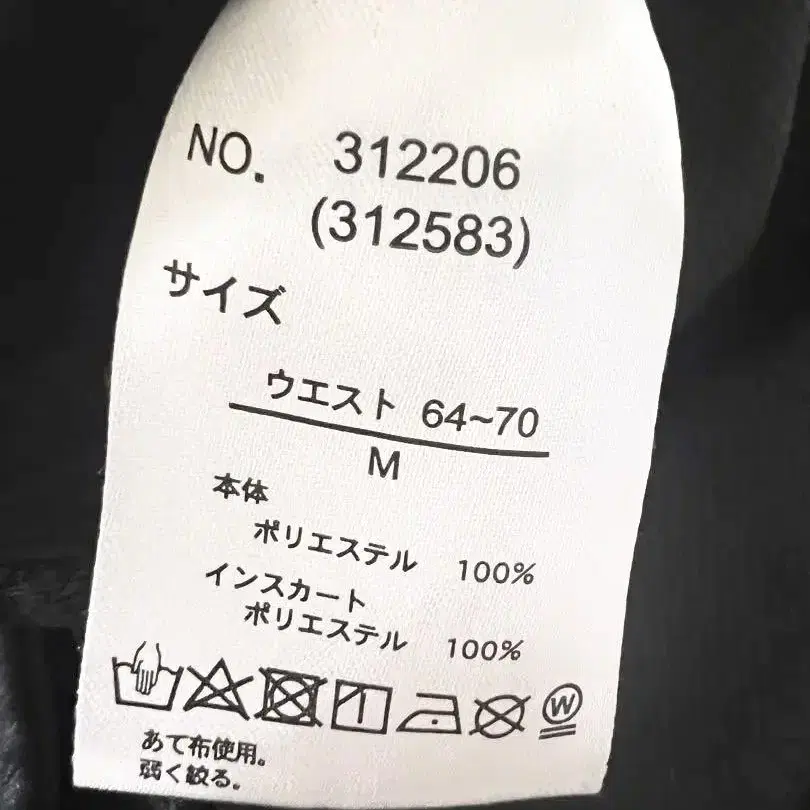 NO. 312206
(312583)
サイズ
ウエスト 64~70
M
本体
ポリエステル 100%
インスカート
ポリエステル 100%
W
あて布使用。
弱く絞る。